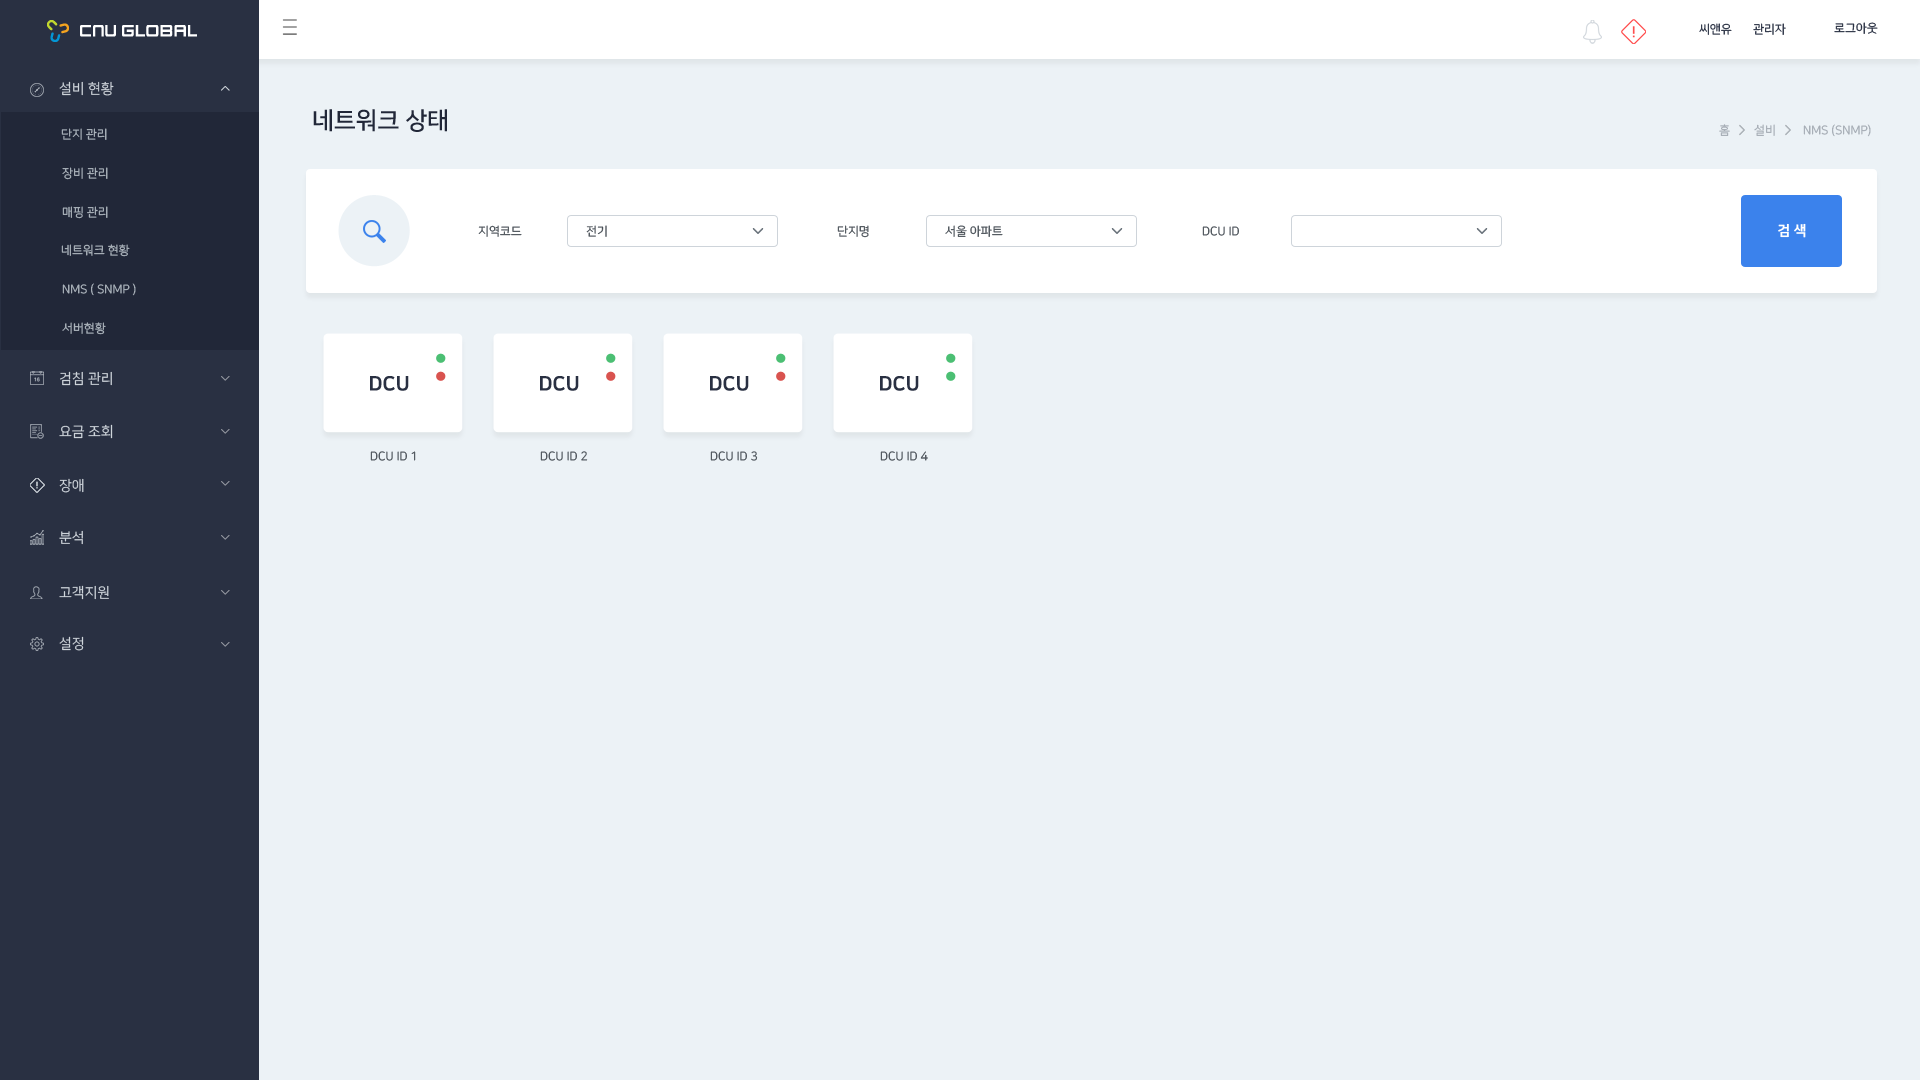 CNU GLOBAL
씨앤유 관리자 로그아웃
설비 현황
단지 관리
장비 관리
매핑 관리
네트워크 현황
NMS ( SNMP )
서버현황
검침 관리
요금 조회
장애
분석
고객지원
설정
네트워크 상태
홈 > 설비 > NMS (SNMP)
지역코드 전기 단지명 서울 아파트 DCU ID 검 색
DCU DCU DCU DCU
DCU ID 1 DCU ID 2 DCU ID 3 DCU ID 4